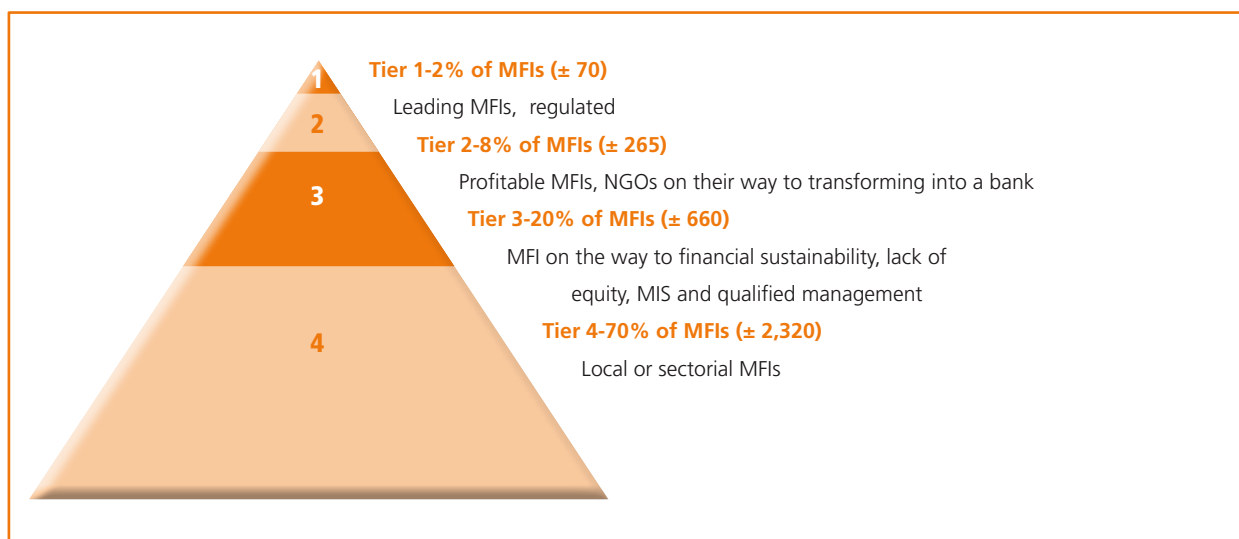 1
Tier 1-2% of MFIs (± 70)
Leading MFIs, regulated
2
Tier 2-8% of MFIs (± 265)
Profitable MFIs, NGOs on their way to transforming into a bank
3
Tier 3-20% of MFIs (± 660)
MFI on the way to financial sustainability, lack of
equity, MIS and qualified management
Tier 4-70% of MFIs (± 2,320)
4
Local or sectorial MFIs